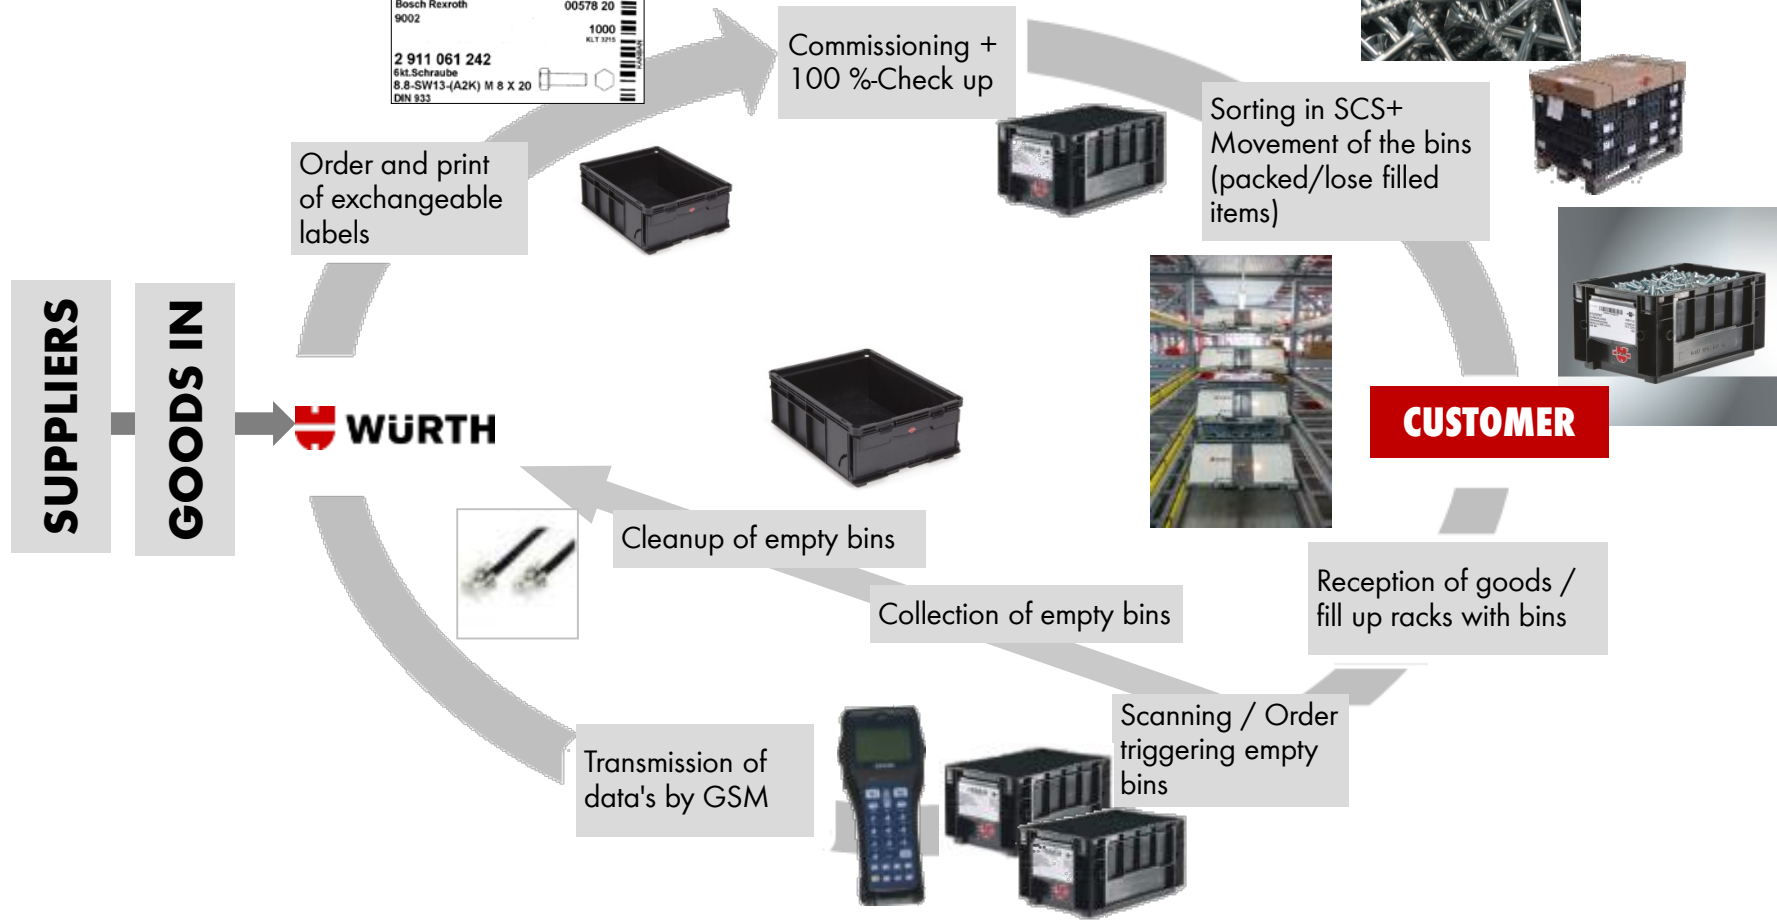 Bosch Rexroth
00578 20
9002
1000
KLT 3215
2 911 061 242
6kt.Schraube
8.8-SW13-(A2K) M 8 X 20
DIN 933
KANBAN
Commissioning +
100 %-Check up
Order and print
of exchangeable
labels
Sorting in SCS+
Movement of the bins
(packed/lose filled
items)
SUPPLIERS
GOODS IN
WÜRTH
CUSTOMER
Cleanup of empty bins
Collection of empty bins
Reception of goods /
fill up racks with bins
Scanning / Order
triggering empty
bins
Transmission of
data's by GSM